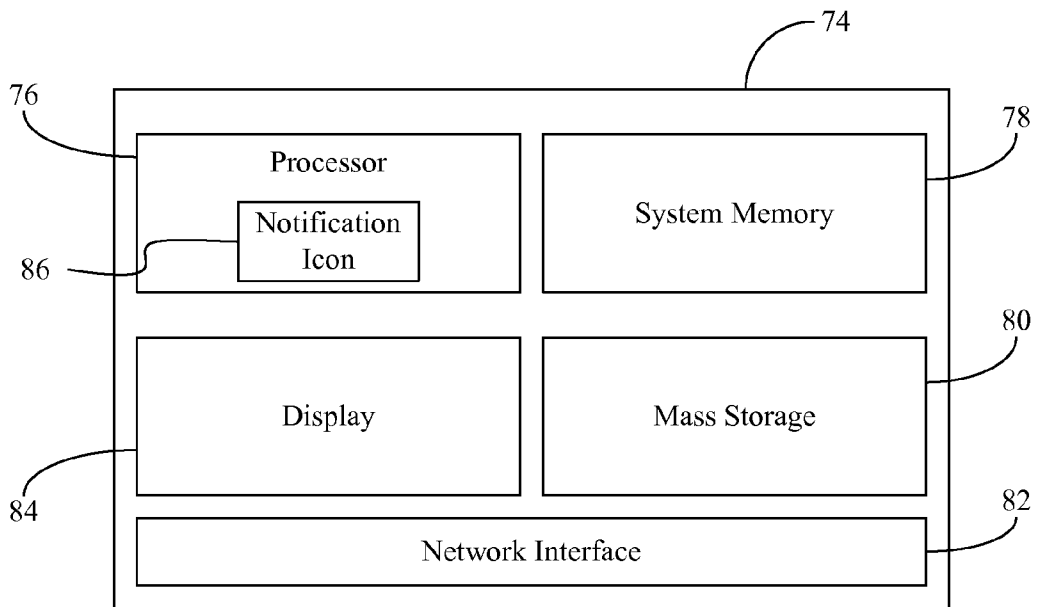 74
76
78
Processor
Notification
Icon
System Memory
86
80
Display
Mass Storage
84
82
Network Interface